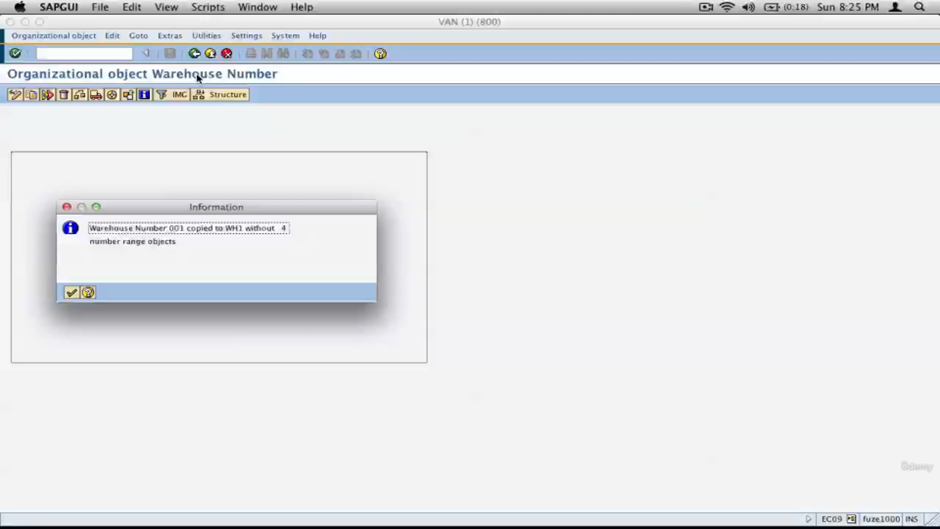 SAPGUI File Edit View Scripts Window Help (0:18) Sun 8:25 PM
VAN (1) (800)
Organizational object Edit Goto Extras Utilities Settings System Help
Organizational object Warehouse Number
IMG Structure
Information
Warehouse Number 001 copied to WH1 without 4
number range objects
Udemy
EC09 fuze1000 INS